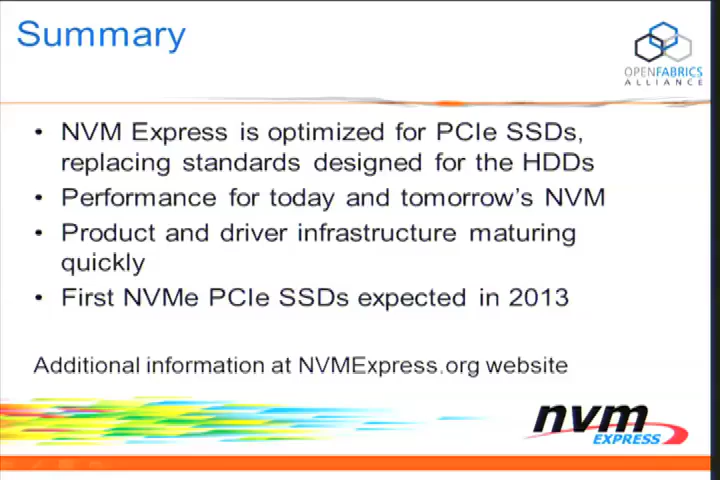 Summary
OPENFABRICS
ALLIANCE
• NVM Express is optimized for PCIe SSDs,
replacing standards designed for the HDDs
• Performance for today and tomorrow's NVM
• Product and driver infrastructure maturing
quickly
• First NVMe PCIe SSDs expected in 2013
Additional information at NVMExpress.org website
nvm
EXPRESS